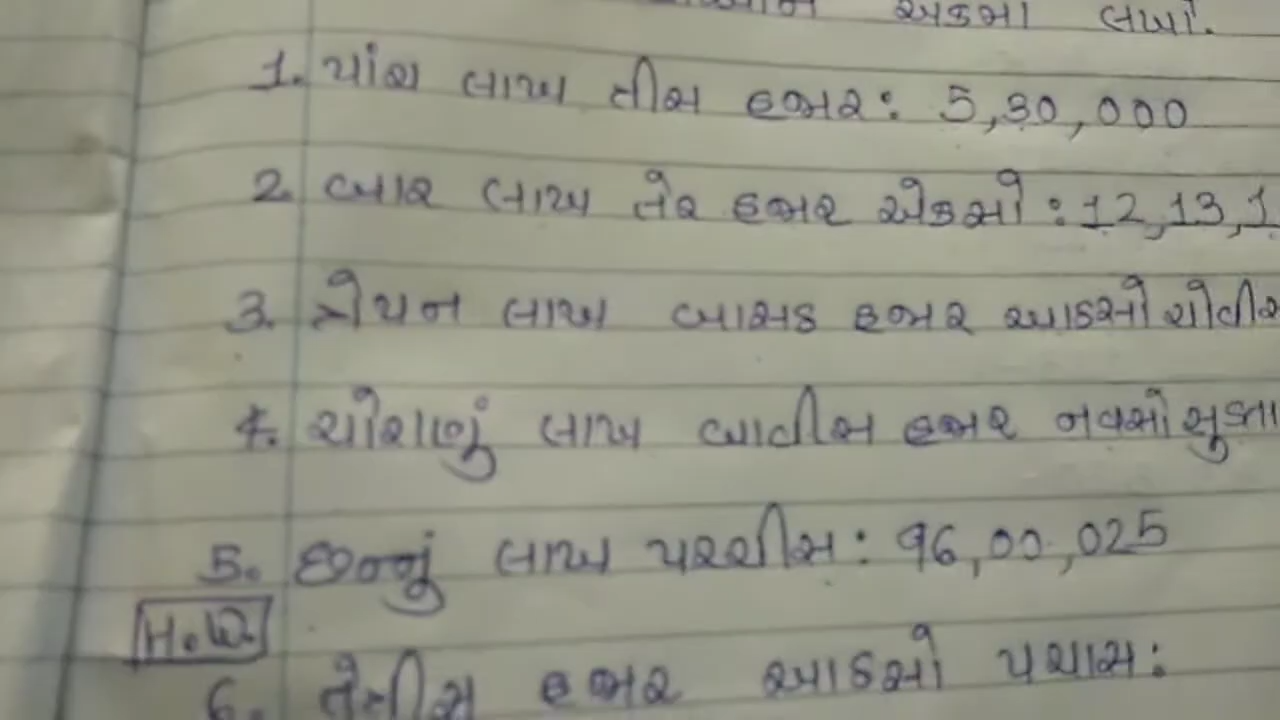 અંકમાં લખો.
1. પાંચ લાખ ત્રીસ હજાર: 5,30,000
2. બાર લાખ તેર હજાર એકસો: 12,13,1
3. ત્રેપન લાખ બાસઠ હજાર આઠસો ચોત્રીસ
4. ચોરાણું લાખ બાત્રીસ હજાર નવસો
5. છન્નું લાખ પચ્ચીસ: 96,00,025
H.W.
6. તેત્રીસ હજાર આઠસો પચાસ: